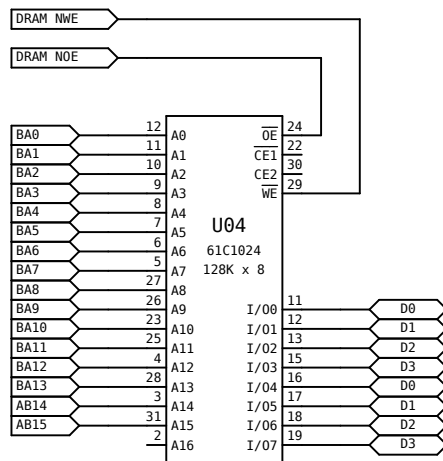 DRAM NWE
DRAM NOE
BA0 12 A0 OE 24
BA1 11 A1 CE1 22
BA2 10 A2 CE2 30
BA3 9 A3 WE 29
BA4 8 A4
BA5 7 A5 U04
BA6 6 A6 61C1024
BA7 5 A7 128K x 8
BA8 27 A8
BA9 26 A9 I/O0 11 D0
BA10 23 A10 I/O1 12 D1
BA11 25 A11 I/O2 13 D2
BA12 4 A12 I/O3 15 D3
BA13 28 A13 I/O4 16 D0
AB14 3 A14 I/O5 17 D1
AB15 31 A15 I/O6 18 D2
2 A16 I/O7 19 D3